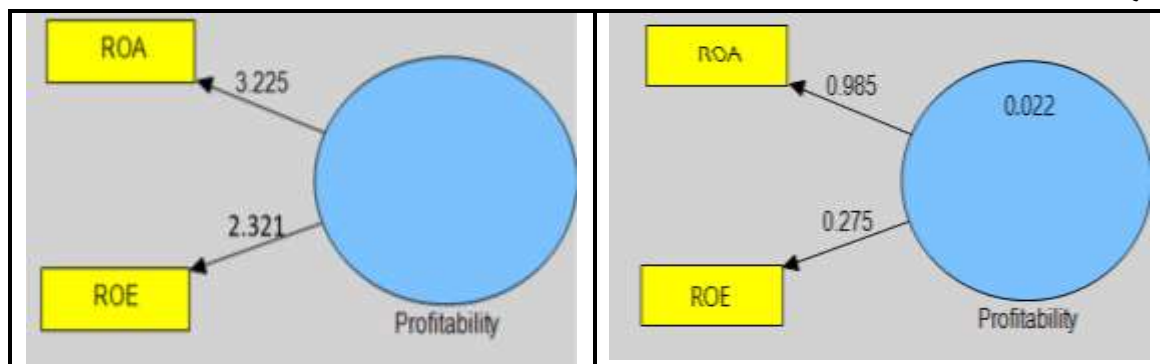 ROA
3.225
2.321
ROE
Profitability
ROA
0.985
0.022
0.275
ROE
Profitability